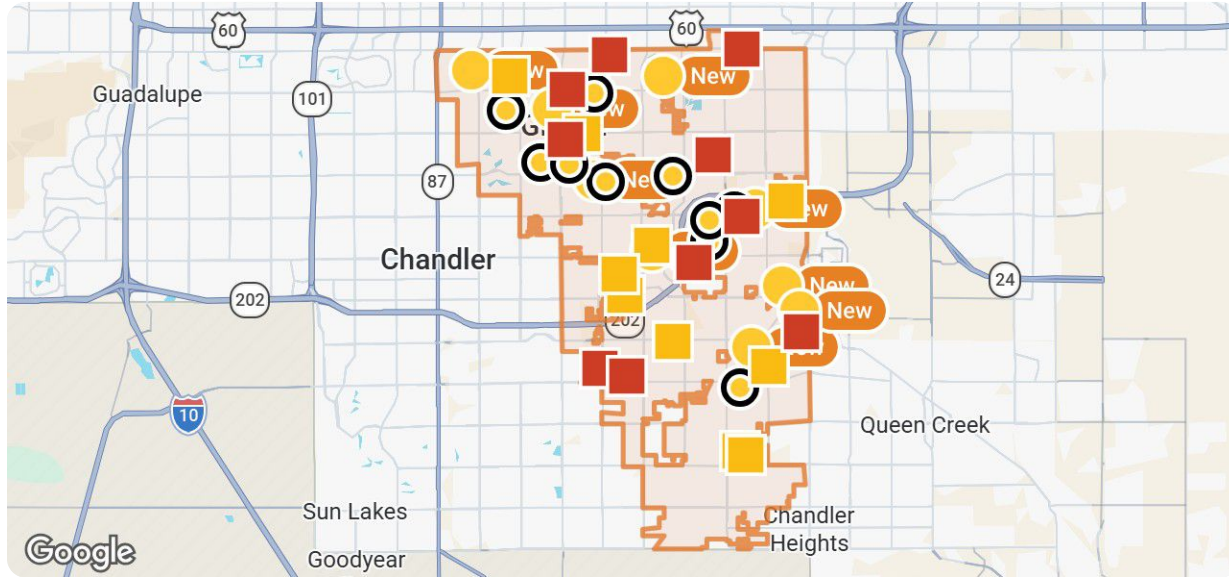 60
60
Guadalupe
101
New
New
New
87
New
New
Chandler
24
202
New
New
202
New
10
Queen Creek
Sun Lakes
Chandler
Heights
Goodyear
Google